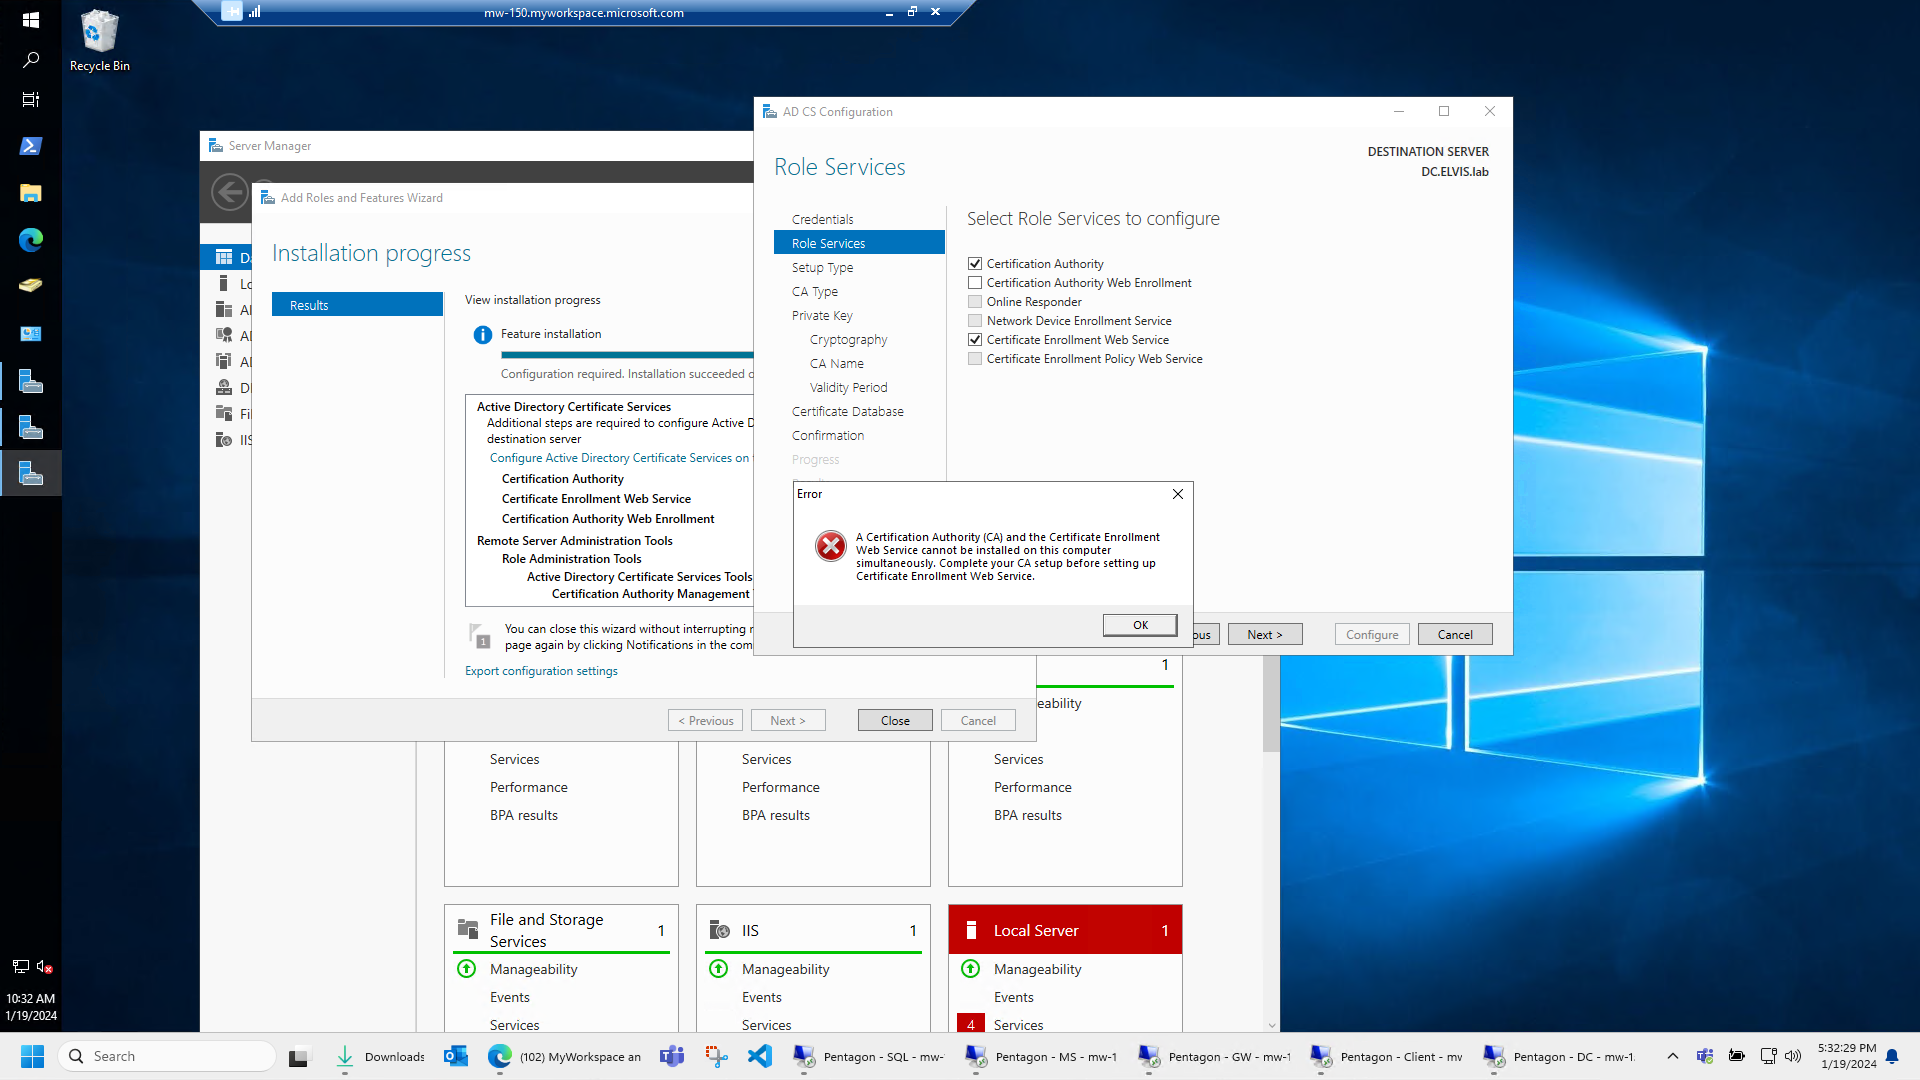 mw-150.myworkspace.microsoft.com
Recycle Bin
Server Manager
Add Roles and Features Wizard
Installation progress
Results
View installation progress
Feature installation
Configuration required. Installation succeeded
Active Directory Certificate Services
Additional steps are required to configure Active
destination server
Configure Active Directory Certificate Services on
Certification Authority
Certificate Enrollment Web Service
Certification Authority Web Enrollment
Remote Server Administration Tools
Role Administration Tools
Active Directory Certificate Services Tools
Certification Authority Management
1
You can close this wizard without interrupting
page again by clicking Notifications in the
Export configuration settings
< Previous
Next >
Close
Cancel
AD CS Configuration
Role Services
DESTINATION SERVER
DC.ELVIS.lab
Credentials
Role Services
Setup Type
CA Type
Private Key
Cryptography
CA Name
Validity Period
Certificate Database
Confirmation
Progress
Select Role Services to configure
Certification Authority
Certification Authority Web Enrollment
Online Responder
Network Device Enrollment Service
Certificate Enrollment Web Service
Certificate Enrollment Policy Web Service
Error
A Certification Authority (CA) and the Certificate Enrollment
Web Service cannot be installed on this computer
simultaneously. Complete your CA setup before setting up
Certificate Enrollment Web Service.
OK
Next >
Configure
Cancel
1
Services
Performance
BPA results
Services
Performance
BPA results
Services
Performance
BPA results
File and Storage
Services
1
Manageability
Events
Services
IIS
1
Manageability
Events
Services
Local Server
1
Manageability
Events
4
Services
10:32 AM
1/19/2024
Search
Downloads
(102) MyWorkspace an
Pentagon - SQL - mw-
Pentagon - MS - mw-1
Pentagon - GW - mw-1
Pentagon - Client - mw
Pentagon - DC - mw-1
5:32:29 PM
1/19/2024